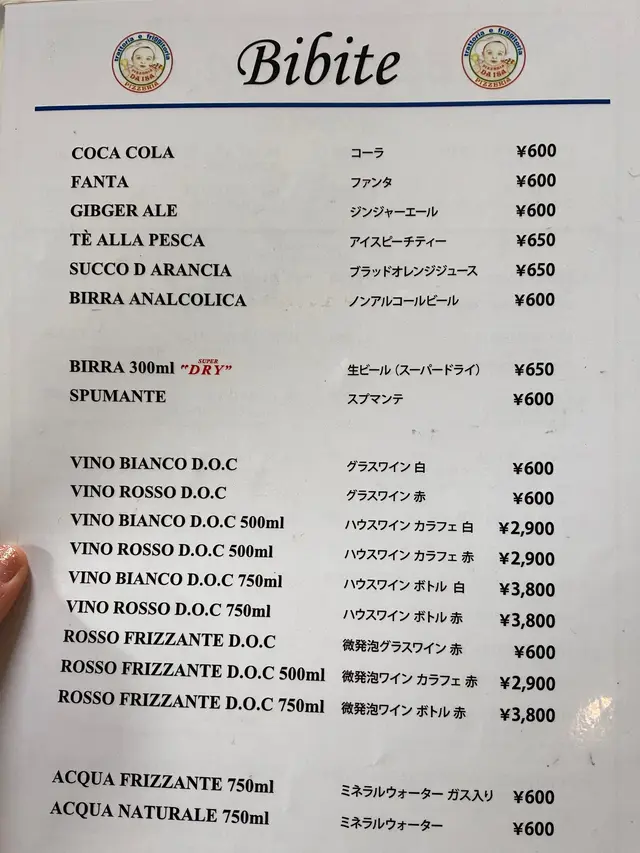 trattoria e friggitoria
DA ISA
PIZZERIA
Bibite
trattoria e friggitoria
DA ISA
PIZZERIA
COCA COLA コーラ ¥600
FANTA ファンタ ¥600
GIBGER ALE ジンジャーエール ¥600
TÈ ALLA PESCA アイスピーチティー ¥650
SUCCO D ARANCIA ブラッドオレンジジュース ¥650
BIRRA ANALCOLICA ノンアルコールビール ¥600
BIRRA 300ml SUPER "DRY" 生ビール（スーパードライ） ¥650
SPUMANTE スプマンテ ¥600
VINO BIANCO D.O.C グラスワイン 白 ¥600
VINO ROSSO D.O.C グラスワイン 赤 ¥600
VINO BIANCO D.O.C 500ml ハウスワイン カラフェ 白 ¥2,900
VINO ROSSO D.O.C 500ml ハウスワイン カラフェ 赤 ¥2,900
VINO BIANCO D.O.C 750ml ハウスワイン ボトル 白 ¥3,800
VINO ROSSO D.O.C 750ml ハウスワイン ボトル 赤 ¥3,800
ROSSO FRIZZANTE D.O.C 微発泡グラスワイン 赤 ¥600
ROSSO FRIZZANTE D.O.C 500ml 微発泡ワイン カラフェ 赤 ¥2,900
ROSSO FRIZZANTE D.O.C 750ml 微発泡ワイン ボトル 赤 ¥3,800
ACQUA FRIZZANTE 750ml ミネラルウォーター ガス入り ¥600
ACQUA NATURALE 750ml ミネラルウォーター ¥600